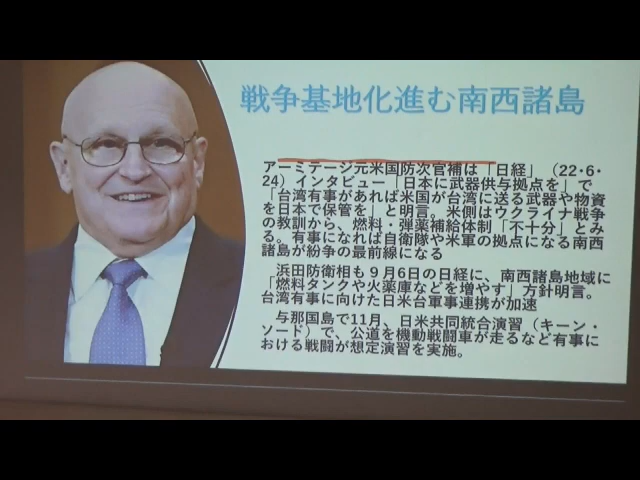 戦争基地化進む南西諸島
アーミテージ元米国防次官補は「日経」（22・6・
24）インタビュー「日本に武器供与拠点を」で
「台湾有事があれば米国が台湾に送る武器や物資
を日本で保管を」と明言。米側はウクライナ戦争
の教訓から、燃料・弾薬補給体制「不十分」とみ
る。有事になれば自衛隊や米軍の拠点になる南西
諸島が紛争の最前線になる
浜田防衛相も９月6日の日経に、南西諸島地域に
「燃料タンクや火薬庫などを増やす」方針明言。
台湾有事に向けた日米台軍事連携が加速
与那国島で11月、日米共同統合演習（キーン・
ソード）で、公道を機動戦闘車が走るなど有事に
おける戦闘が想定演習を実施。